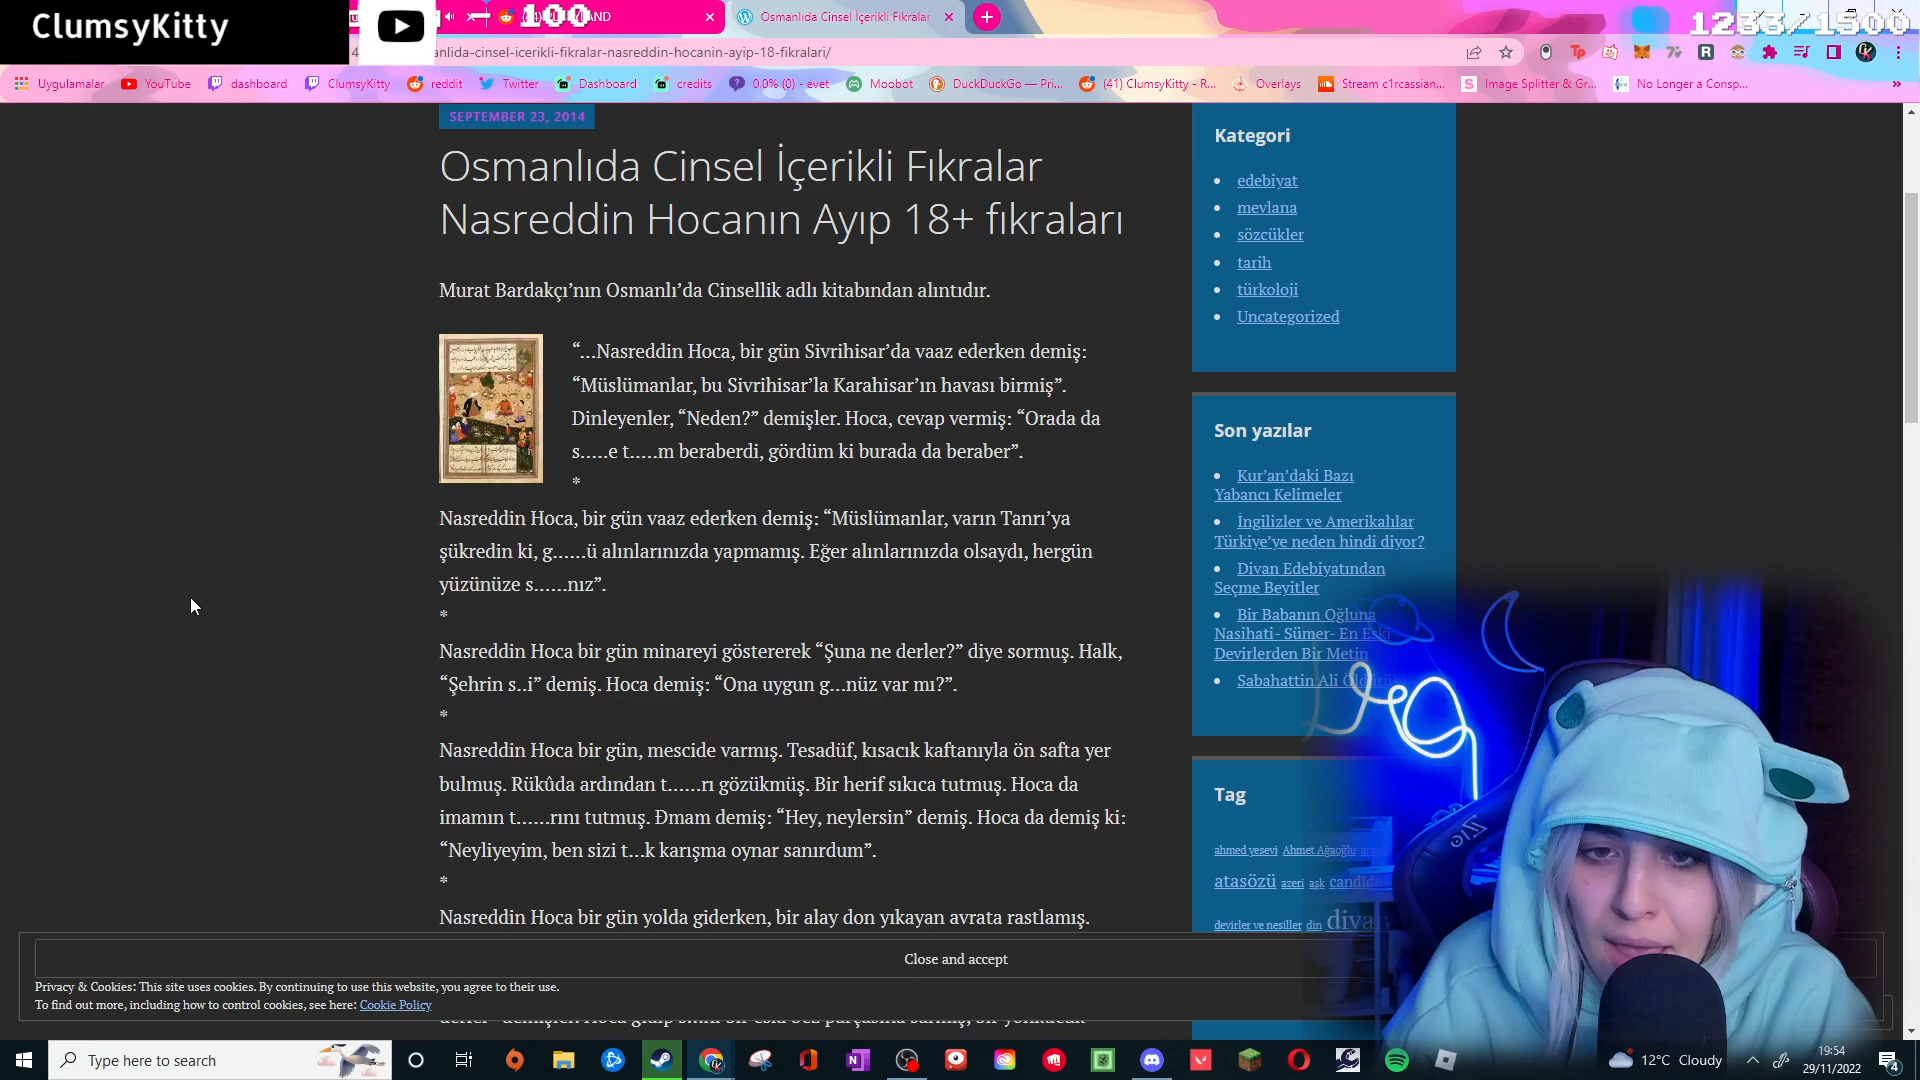 ClumsyKitty
100
AND
Osmanlıda Cinsel İçerikli Fıkralar
1233/1500
anlida-cinsel-icerikli-fikralar-nasreddin-hocanin-ayip-18-fikralari/
Uygulamalar
YouTube
dashboard
ClumsyKitty
reddit
Twitter
Dashboard
credits
0.0% (0) - evet
Moobot
DuckDuckGo — Pri...
(41) ClumsyKitty - R...
Overlays
Stream c1rcassian...
Image Splitter & Gr...
No Longer a Consp...
SEPTEMBER 23, 2014
Osmanlıda Cinsel İçerikli Fıkralar
Nasreddin Hocanın Ayıp 18+ fıkraları
Murat Bardakçı’nın Osmanlı’da Cinsellik adlı kitabından alıntıdır.
“…Nasreddin Hoca, bir gün Sivrihisar’da vaaz ederken demiş:
“Müslümanlar, bu Sivrihisar’la Karahisar’ın havası birmiş”.
Dinleyenler, “Neden?” demişler. Hoca, cevap vermiş: “Orada da
s…..e t…..m beraberdi, gördüm ki burada da beraber”.
*
Nasreddin Hoca, bir gün vaaz ederken demiş: “Müslümanlar, varın Tanrı’ya
şükredin ki, g……ü alınlarınızda yapmamış. Eğer alınlarınızda olsaydı, hergün
yüzünüze s……nız”.
*
Nasreddin Hoca bir gün minareyi göstererek “Şuna ne derler?” diye sormuş. Halk,
“Şehrin s..i” demiş. Hoca demiş: “Ona uygun g…nüz var mı?”.
*
Nasreddin Hoca bir gün, mescide varmış. Tesadüf, kısacık kaftanıyla ön safta yer
bulmuş. Rükûda ardından t……rı gözükmüş. Bir herif sıkıca tutmuş. Hoca da
imamın t……rını tutmuş. Đmam demiş: “Hey, neylersin” demiş. Hoca da demiş ki:
“Neyliyeyim, ben sizi t…k karışma oynar sanırdum”.
*
Nasreddin Hoca bir gün yolda giderken, bir alay don yıkayan avrata rastlamış.
Kategori
edebiyat
mevlana
sözcükler
tarih
türkoloji
Uncategorized
Son yazılar
Kur’an’daki Bazı
Yabancı Kelimeler
İngilizler ve Amerikalılar
Türkiye’ye neden hindi diyor?
Divan Edebiyatından
Seçme Beyitler
Bir Babanın Oğluna
Nasihati- Sümer- En Eski
Devirlerden Bir Metin
Sabahattin Ali
Tag
ahmed yesevi Ahmet Ağaoğlu
atasözü azeri aşk candide
devirler ve nesiller din divan
Close and accept
Privacy & Cookies: This site uses cookies. By continuing to use this website, you agree to their use.
To find out more, including how to control cookies, see here: Cookie Policy
Type here to search
12°C Cloudy
19:54
29/11/2022
4